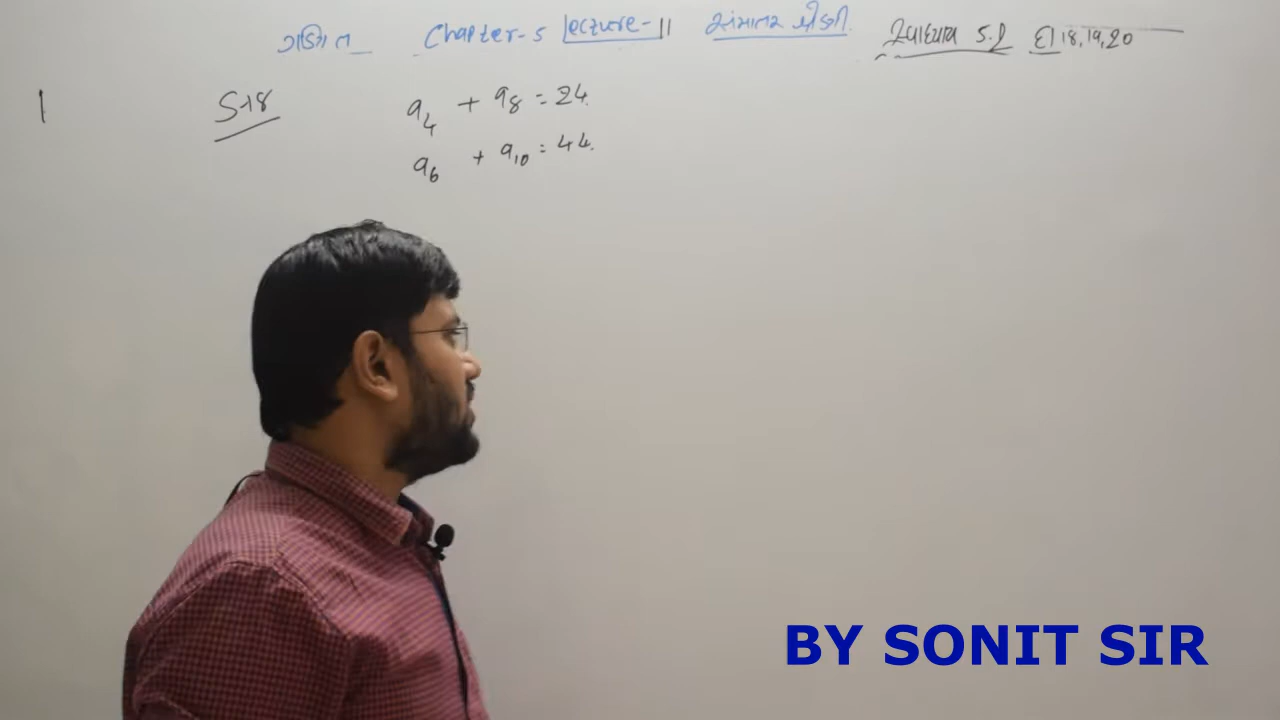 ગણિત Chapter-5 lecture-11 સમાંતર શ્રેણી સ્વાધ્યાય 5.2 દા 18,19,20
દા-18 a₄ + a₈ = 24.
a₆ + a₁₀ = 44.
BY SONIT SIR